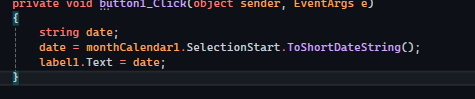 private void button1_Click(object sender, EventArgs e)
{
string date;
date = monthCalendar1.SelectionStart.ToShortDateString();
label1.Text = date;
}